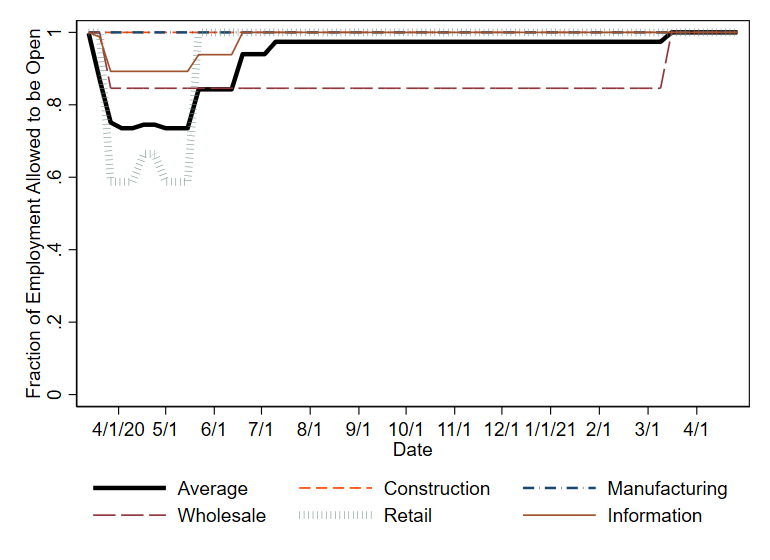 Fraction of Employment Allowed to be Open
1
.8
.6
.4
.2
0
4/1/20 5/1 6/1 7/1 8/1 9/1 10/1 11/1 12/1 1/1/21 2/1 3/1 4/1
Date
Average Construction Manufacturing
Wholesale Retail Information